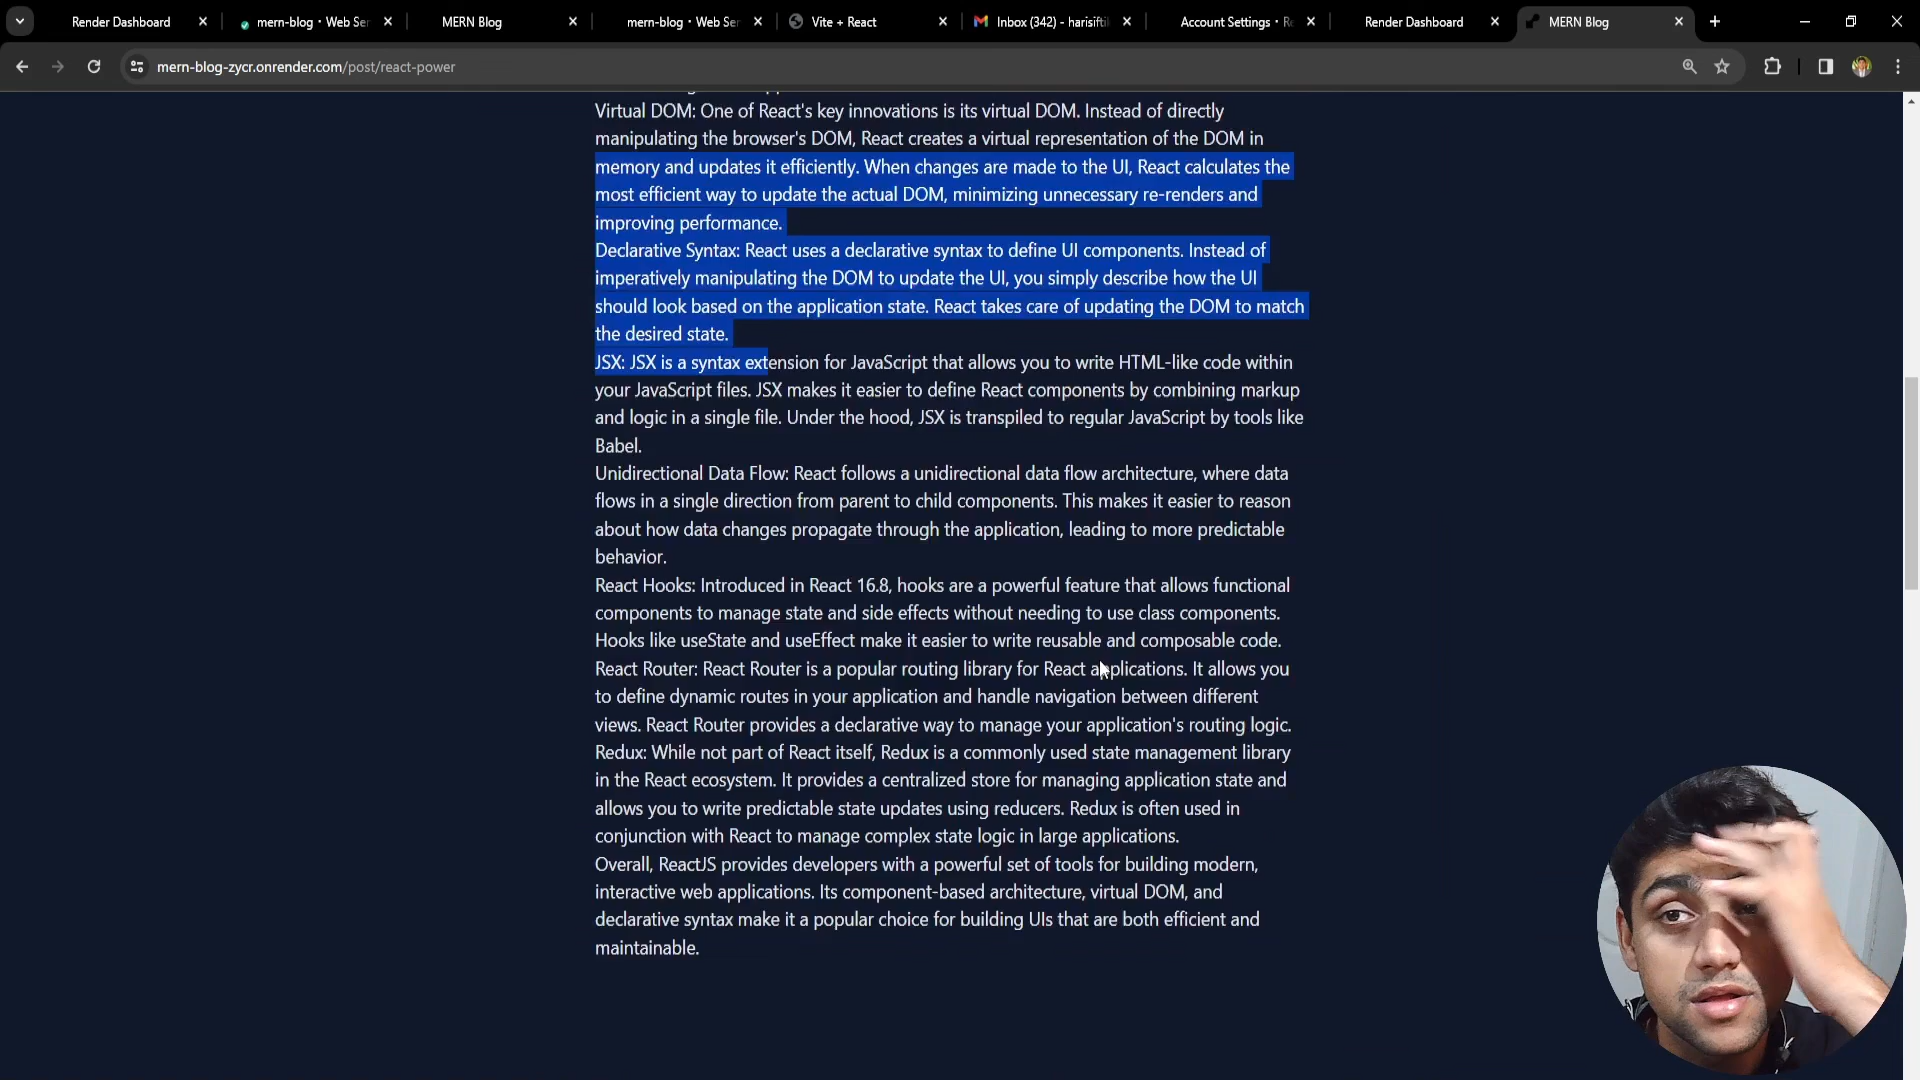 Render Dashboard
mern-blog · Web Ser
MERN Blog
mern-blog · Web Ser
Vite + React
Inbox (342) - harisifti
Account Settings · R
Render Dashboard
MERN Blog
mern-blog-zycr.onrender.com/post/react-power
Virtual DOM: One of React's key innovations is its virtual DOM. Instead of directly
manipulating the browser's DOM, React creates a virtual representation of the DOM in
memory and updates it efficiently. When changes are made to the UI, React calculates the
most efficient way to update the actual DOM, minimizing unnecessary re-renders and
improving performance.
Declarative Syntax: React uses a declarative syntax to define UI components. Instead of
imperatively manipulating the DOM to update the UI, you simply describe how the UI
should look based on the application state. React takes care of updating the DOM to match
the desired state.
JSX: JSX is a syntax extension for JavaScript that allows you to write HTML-like code within
your JavaScript files. JSX makes it easier to define React components by combining markup
and logic in a single file. Under the hood, JSX is transpiled to regular JavaScript by tools like
Babel.
Unidirectional Data Flow: React follows a unidirectional data flow architecture, where data
flows in a single direction from parent to child components. This makes it easier to reason
about how data changes propagate through the application, leading to more predictable
behavior.
React Hooks: Introduced in React 16.8, hooks are a powerful feature that allows functional
components to manage state and side effects without needing to use class components.
Hooks like useState and useEffect make it easier to write reusable and composable code.
React Router: React Router is a popular routing library for React applications. It allows you
to define dynamic routes in your application and handle navigation between different
views. React Router provides a declarative way to manage your application's routing logic.
Redux: While not part of React itself, Redux is a commonly used state management library
in the React ecosystem. It provides a centralized store for managing application state and
allows you to write predictable state updates using reducers. Redux is often used in
conjunction with React to manage complex state logic in large applications.
Overall, ReactJS provides developers with a powerful set of tools for building modern,
interactive web applications. Its component-based architecture, virtual DOM, and
declarative syntax make it a popular choice for building UIs that are both efficient and
maintainable.